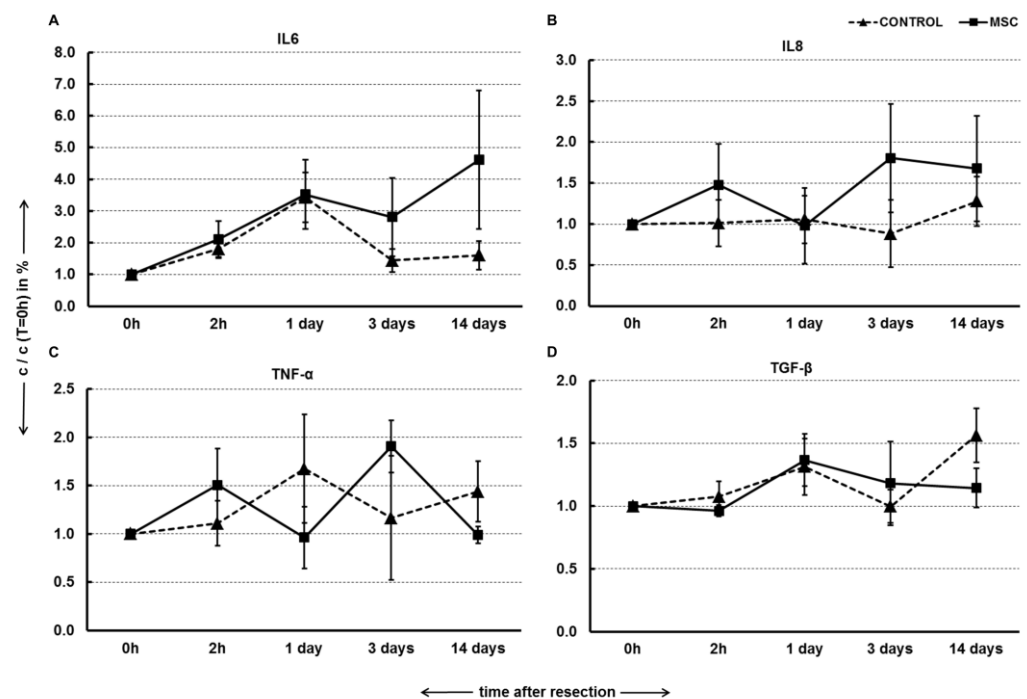 A
IL6
8.0
7.0
6.0
5.0
4.0
3.0
2.0
1.0
0.0
0h 2h 1 day 3 days 14 days
B
CONTROL MSC
IL8
3.0
2.5
2.0
1.5
1.0
0.5
0.0
0h 2h 1 day 3 days 14 days
c / c (T=0h) in %
C
TNF-α
2.5
2.0
1.5
1.0
0.5
0.0
0h 2h 1 day 3 days 14 days
D
TGF-β
2.0
1.5
1.0
0.5
0.0
0h 2h 1 day 3 days 14 days
time after resection